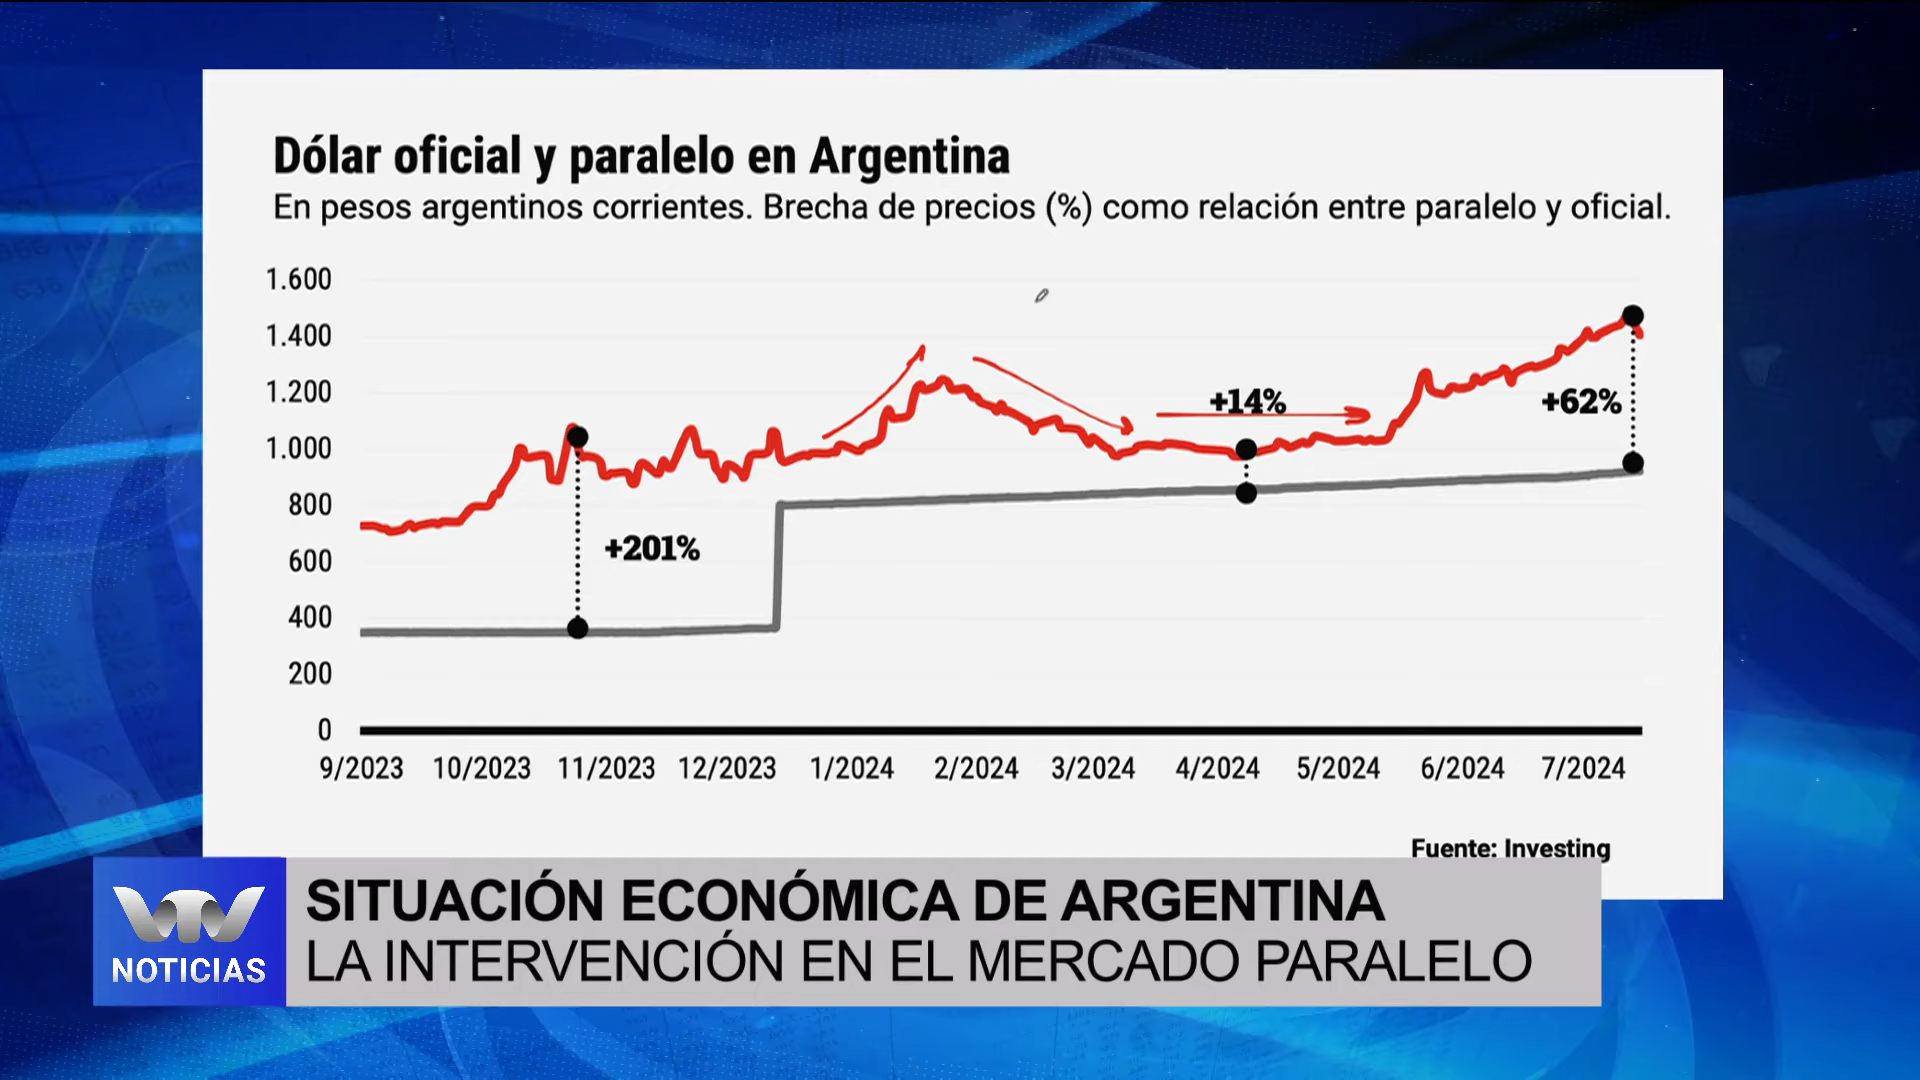 Dólar oficial y paralelo en Argentina
En pesos argentinos corrientes. Brecha de precios (%) como relación entre paralelo y oficial.
1.600
1.400
1.200
1.000
800
600
400
200
0
+201%
+14%
+62%
9/2023 10/2023 11/2023 12/2023 1/2024 2/2024 3/2024 4/2024 5/2024 6/2024 7/2024
Fuente: Investing
VTV
NOTICIAS
SITUACIÓN ECONÓMICA DE ARGENTINA
LA INTERVENCIÓN EN EL MERCADO PARALELO